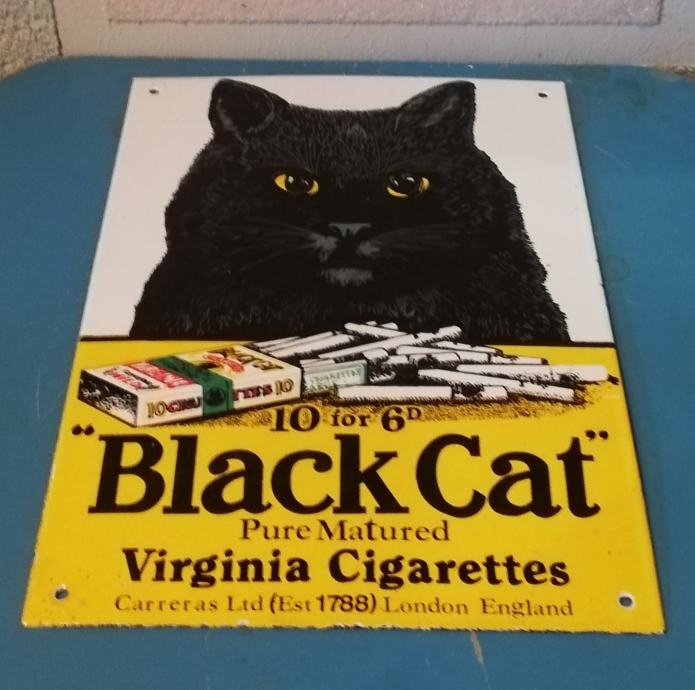 10 for 6D
"Black Cat"
Pure Matured
Virginia Cigarettes
Carreras Ltd (Est 1788) London England